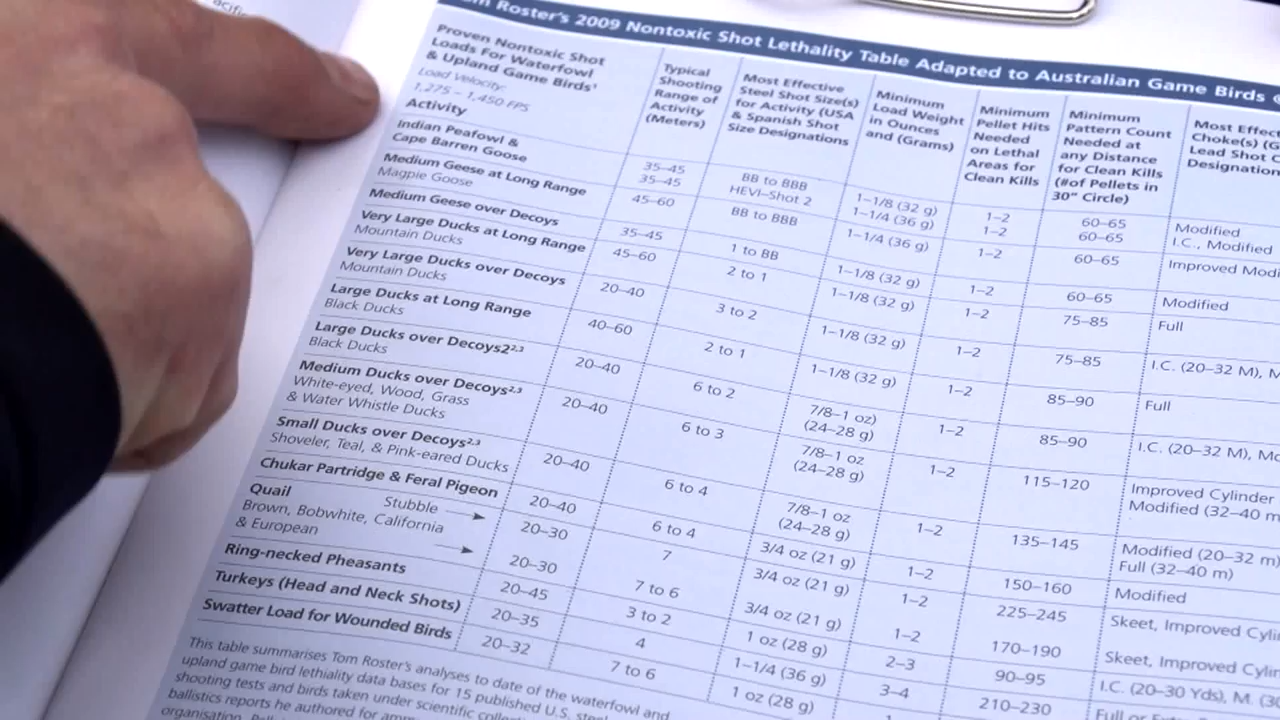 acific
om Roster's 2009 Nontoxic Shot Lethality Table Adapted to Australian Game Birds
Proven Nontoxic Shot
Loads For Waterfowl
& Upland Game Birds¹
Load Velocity:
1,275 – 1,450 FPS
Activity
Typical
Shooting
Range of
Activity
(Meters)
Most Effective
Steel Shot Size(s)
for Activity (USA
& Spanish Shot
Size Designations
Minimum
Load Weight
in Ounces
and (Grams)
Minimum
Pellet Hits
Needed
on Lethal
Areas for
Clean Kills
Minimum
Pattern Count
Needed at
any Distance
for Clean Kills
(#of Pellets in
30" Circle)
Most Effec
Choke(s) (G
Lead Shot
Designation
Indian Peafowl &
Cape Barren Goose
35–45
35–45
BB to BBB
HEVI–Shot 2
1–1/8 (32 g)
1–1/4 (36 g)
1–2
1–2
60–65
60–65
Modified
I.C., Modified
Medium Geese at Long Range
Magpie Goose
45–60
BB to BBB
1–1/4 (36 g)
1–2
60–65
Improved Modi
Medium Geese over Decoys
35–45
1 to BB
1–1/8 (32 g)
1–2
60–65
Modified
Very Large Ducks at Long Range
Mountain Ducks
45–60
2 to 1
1–1/8 (32 g)
1–2
75–85
Full
Very Large Ducks over Decoys
Mountain Ducks
20–40
3 to 2
1–1/8 (32 g)
1–2
75–85
I.C. (20–32 M), M
Large Ducks at Long Range
Black Ducks
40–60
2 to 1
1–1/8 (32 g)
1–2
85–90
Full
Large Ducks over Decoys2²,³
Black Ducks
20–40
6 to 2
7/8–1 oz)
(24–28 g)
1–2
85–90
I.C. (20–32 M), Mo
Medium Ducks over Decoys²,³
White-eyed, Wood, Grass
& Water Whistle Ducks
20–40
6 to 3
7/8–1 oz
(24–28 g)
1–2
115–120
Improved Cylinder
Modified (32–40 m
Small Ducks over Decoys²,³
Shoveler, Teal, & Pink-eared Ducks
20–40
6 to 4
7/8–1 oz
(24–28 g)
1–2
135–145
Modified (20–32 m)
Full (32–40 m)
Chukar Partridge & Feral Pigeon
20–40
6 to 4
3/4 oz (21 g)
1–2
150–160
Modified
Quail
Stubble
Brown, Bobwhite, California
& European
20–30
7
3/4 oz (21 g)
1–2
225–245
Skeet, Improved Cylin
20–30
7 to 6
3/4 oz (21 g)
1–2
170–190
Skeet, Improved Cylin
Ring-necked Pheasants
20–45
3 to 2
1 oz (28 g)
2–3
90–95
I.C. (20–30 Yds), M. (3
Turkeys (Head and Neck Shots)
20–35
4
1–1/4 (36 g)
3–4
210–230
Full or
Swatter Load for Wounded Birds
20–32
7 to 6
1 oz (28 g)
This table summarises Tom Roster's analyses to date of the waterfowl and
upland game bird lethiality data bases for 15 published U.S. steel
shooting tests and birds taken under scientific collec
ballistics reports he authored for
organisation.